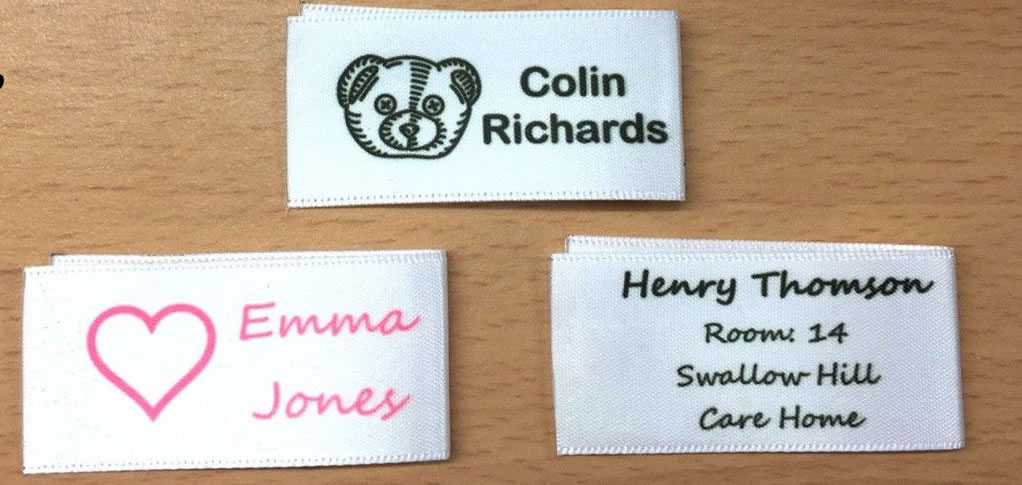 Colin
Richards
Emma
Jones
Henry Thomson
Room: 14
Swallow Hill
Care Home